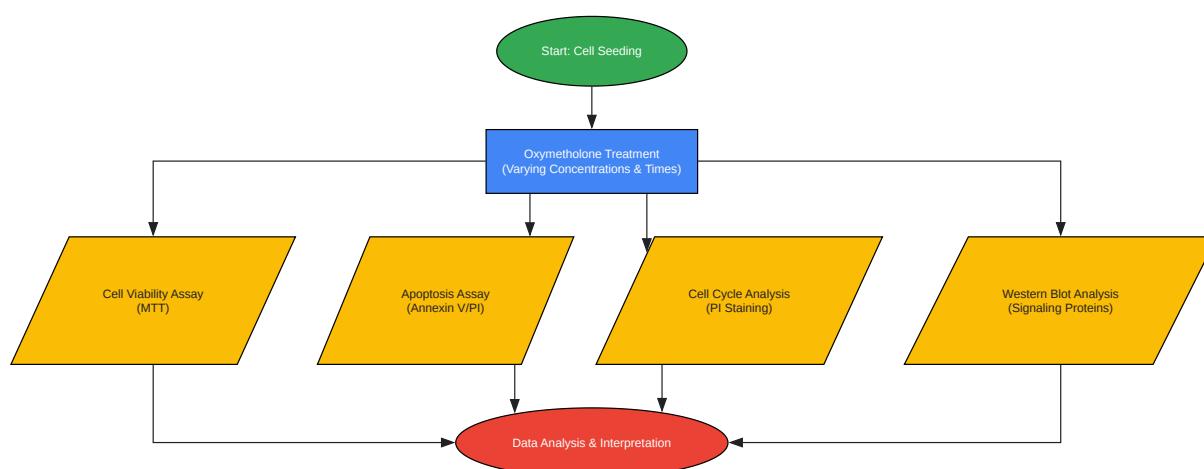 Start: Cell Seeding
Oxymetholone Treatment
(Varying Concentrations & Times)
Cell Viability Assay
(MTT)
Apoptosis Assay
(Annexin V/PI)
Cell Cycle Analysis
(PI Staining)
Western Blot Analysis
(Signaling Proteins)
Data Analysis & Interpretation